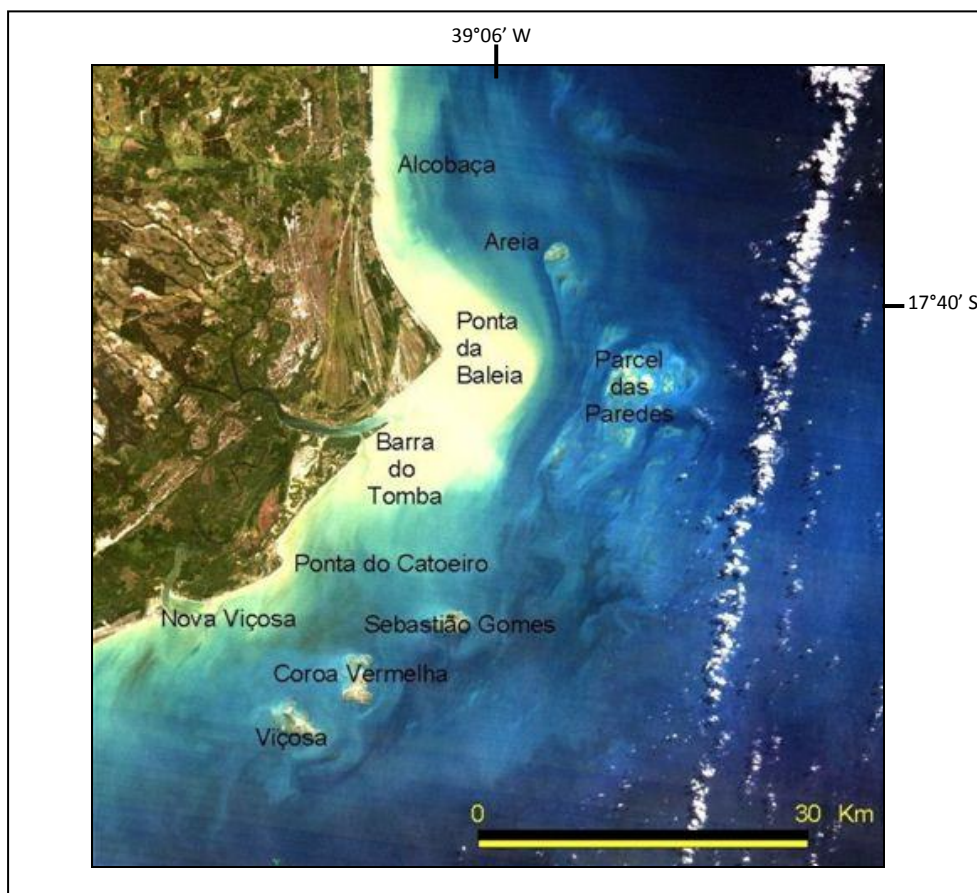 39°06’ W
Alcobaça
Areia
17°40’ S
Ponta
da
Baleia
Parcel
das
Paredes
Barra
do
Tomba
Ponta do Catoeiro
Nova Viçosa
Sebastião Gomes
Coroa Vermelha
Viçosa
0 30 Km